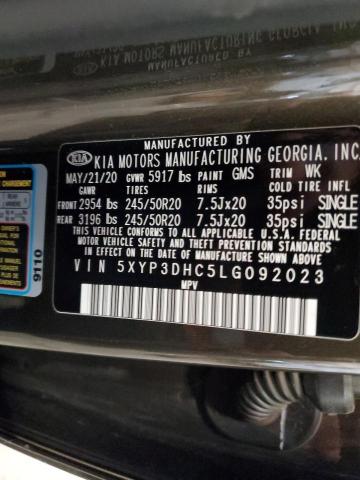 MANUFACTURED BY
KIA KIA MOTORS MANUFACTURING GEORGIA. INC.
MAY/21/20 GVWR 5917 lbs PAINT GMS TRIM WK
GAWR TIRES RIMS COLD TIRE INFL
FRONT 2954 lbs 245/50R20 7.5Jx20 35psi SINGLE
REAR 3196 lbs 245/50R20 7.5Jx20 35psi SINGLE
THIS VEHICLE CONFORMS TO ALL APPLICABLE U.S.A. FEDERAL
MOTOR VEHICLE SAFETY STANDARDS IN EFFECT
ON THE DATE OF MANUFACTURE SHOWN ABOVE.
VIN 5XYP3DHC5LG092023
MPV
9110